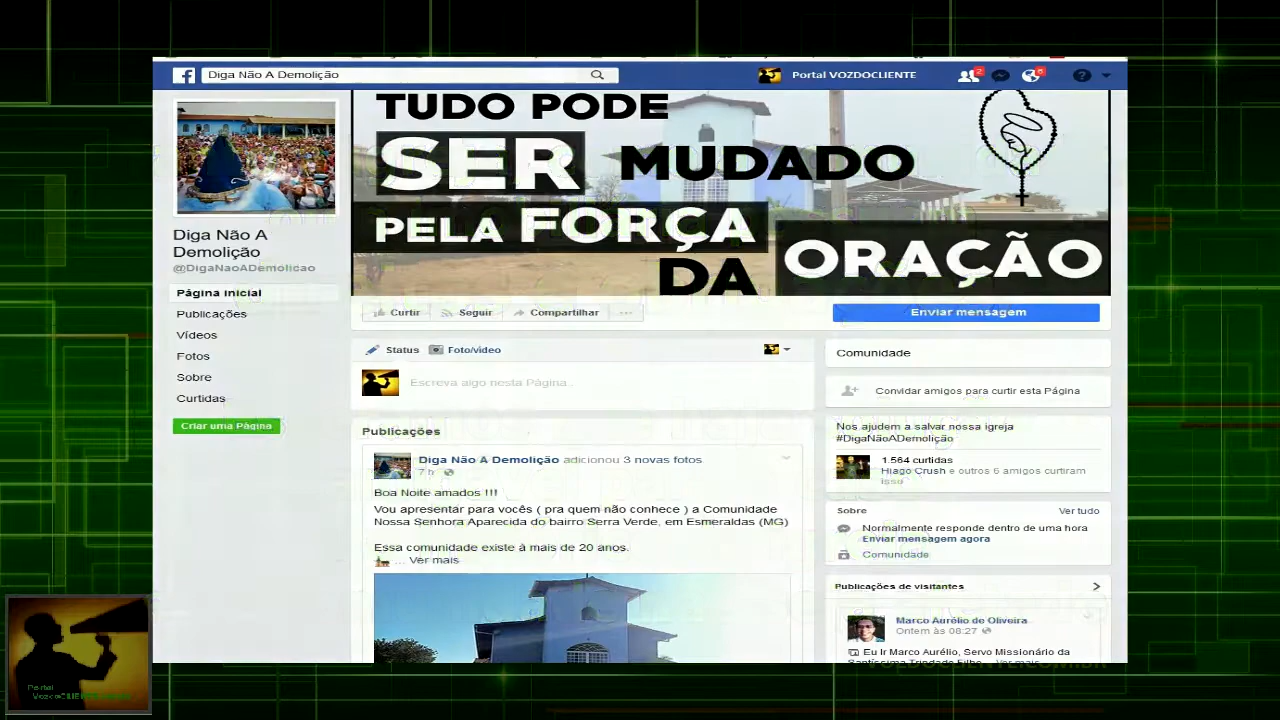 Diga Não A Demolição
Portal VOZDOCLIENTE
2
6
TUDO PODE
SER MUDADO
PELA FORÇA
DA ORAÇÃO
Diga Não A
Demolição
@DigaNaoADemolicao
Página inicial
Publicações
Vídeos
Fotos
Sobre
Curtidas
Criar uma Página
Curtir
Seguir
Compartilhar
...
Enviar mensagem
Status
Foto/vídeo
Escreva algo nesta Página..
Publicações
Diga Não A Demolição adicionou 3 novas fotos.
7 h
Boa Noite amados !!!
Vou apresentar para vocês ( pra quem não conhece ) a Comunidade
Nossa Senhora Aparecida do bairro Serra Verde, em Esmeraldas (MG)
Essa comunidade existe à mais de 20 anos.
... Ver mais
Comunidade
Convidar amigos para curtir esta Página
Nos ajudem a salvar nossa igreja
#DigaNãoADemolição
1.564 curtidas
Hiago Crush e outros 6 amigos curtiram
isso
Sobre
Ver tudo
Normalmente responde dentro de uma hora
Enviar mensagem agora
Comunidade
Publicações de visitantes
Marco Aurélio de Oliveira
Ontem às 08:27
Eu Ir Marco Aurélio, Servo Missionário da
Santíssima Trindade Filho... Ver mais
Portal